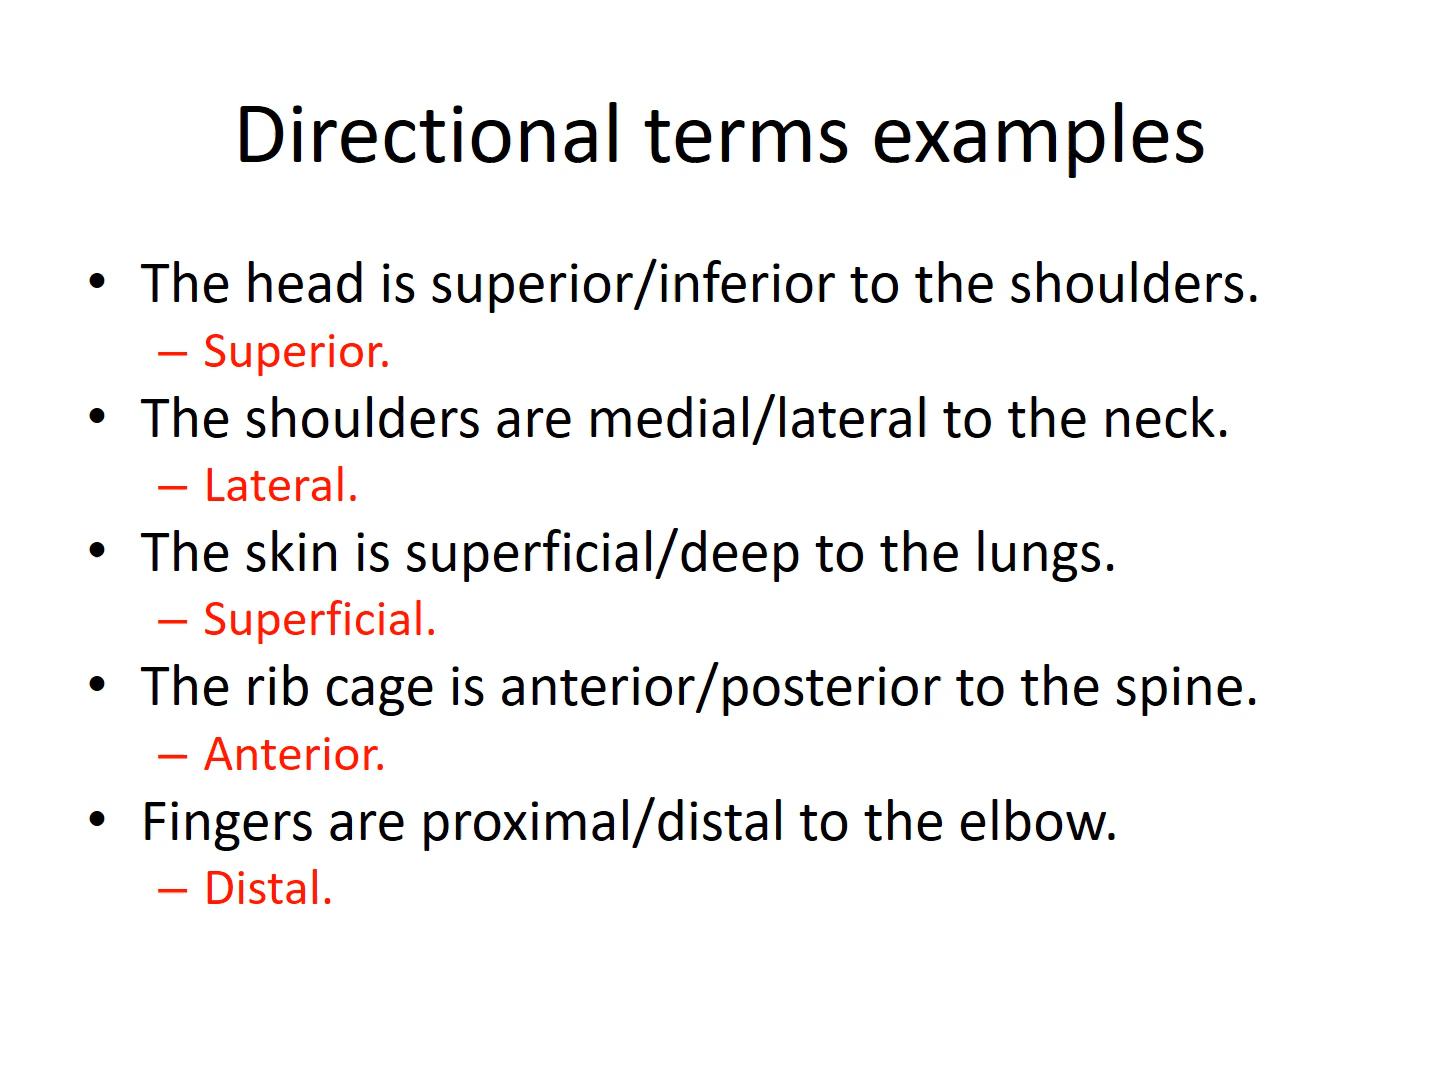 Directional terms examples
• The head is superior/inferior to the shoulders.
– Superior.
• The shoulders are medial/lateral to the neck.
– Lateral.
• The skin is superficial/deep to the lungs.
– Superficial.
• The rib cage is anterior/posterior to the spine.
– Anterior.
• Fingers are proximal/distal to the elbow.
– Distal.